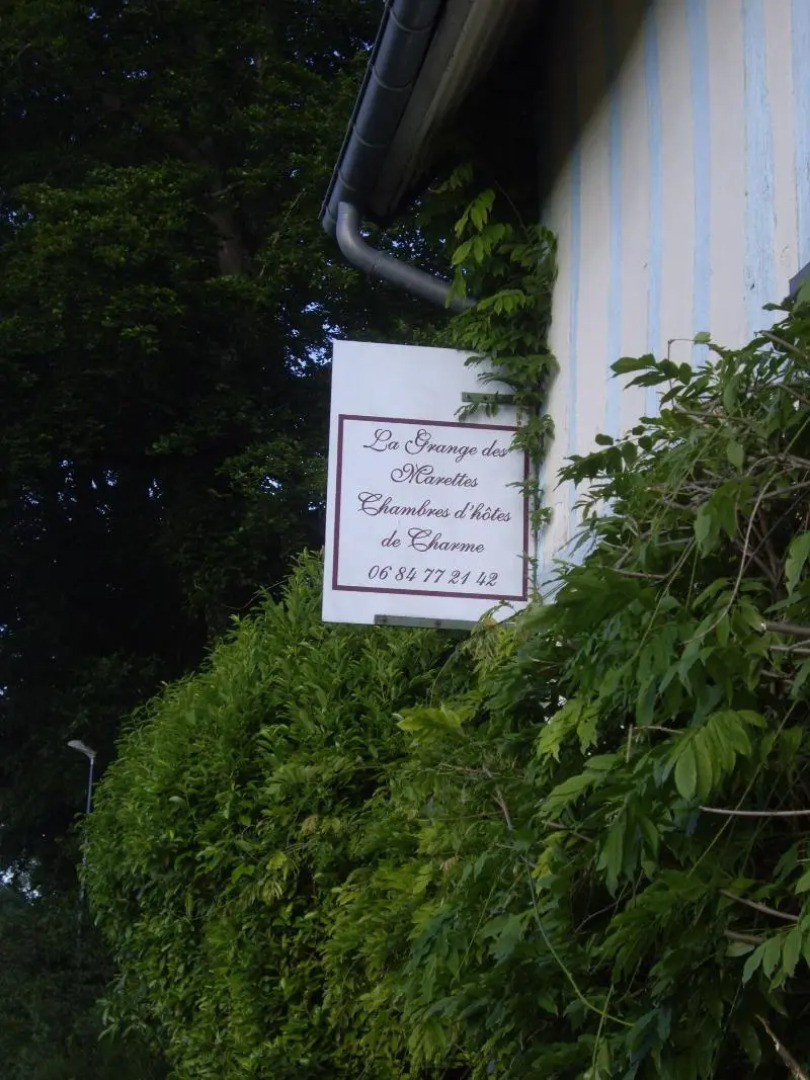 La Grange des
Marettes
Chambres d'hôtes
de Charme
06 84 77 21 42